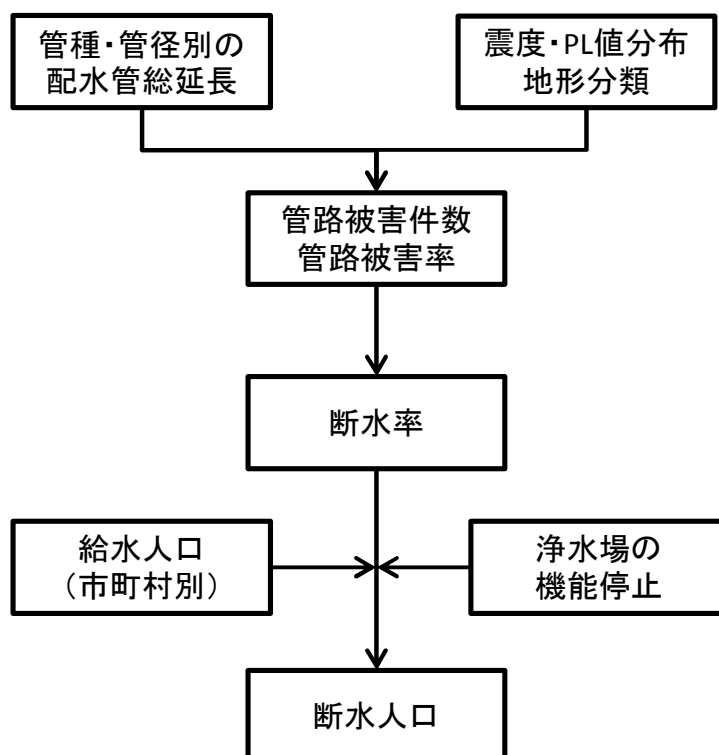 管種・管径別の
配水管総延長
震度・PL値分布
地形分類
管路被害件数
管路被害率
断水率
給水人口
（市町村別）
浄水場の
機能停止
断水人口